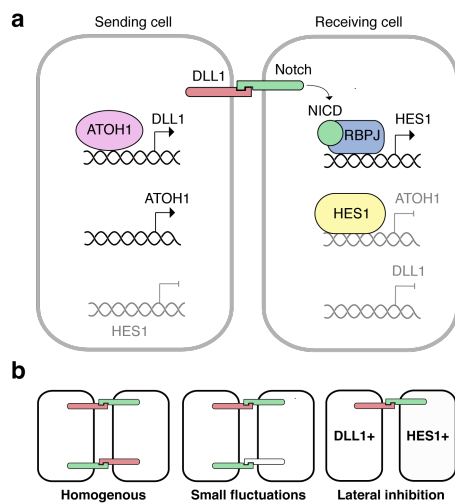 a
Sending cell
Receiving cell
DLL1
Notch
NICD
ATOH1
DLL1
RBPJ
HES1
ATOH1
HES1
ATOH1
HES1
DLL1
b
DLL1+
HES1+
Homogenous
Small fluctuations
Lateral inhibition